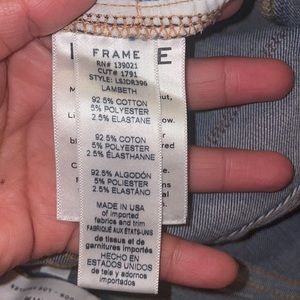 FRAME
RN# 139021
CUT# 1791
STYLE: LSJDR396
LAMBETH
92.5% COTTON
5% POLYESTER
2.5% ELASTANE
92.5% COTON
5% POLYESTER
2.5% ÉLASTHANNE
92.5% ALGODÓN
5% POLIESTER
2.5% ELASTANO
MADE IN USA
of imported
fabrics and trim
FABRIQUÉ AUX ÉTATS-
UNIS
de tissus et de
garnitures importés
HECHO EN
ESTADOS UNIDOS
de tela y adornos
importados